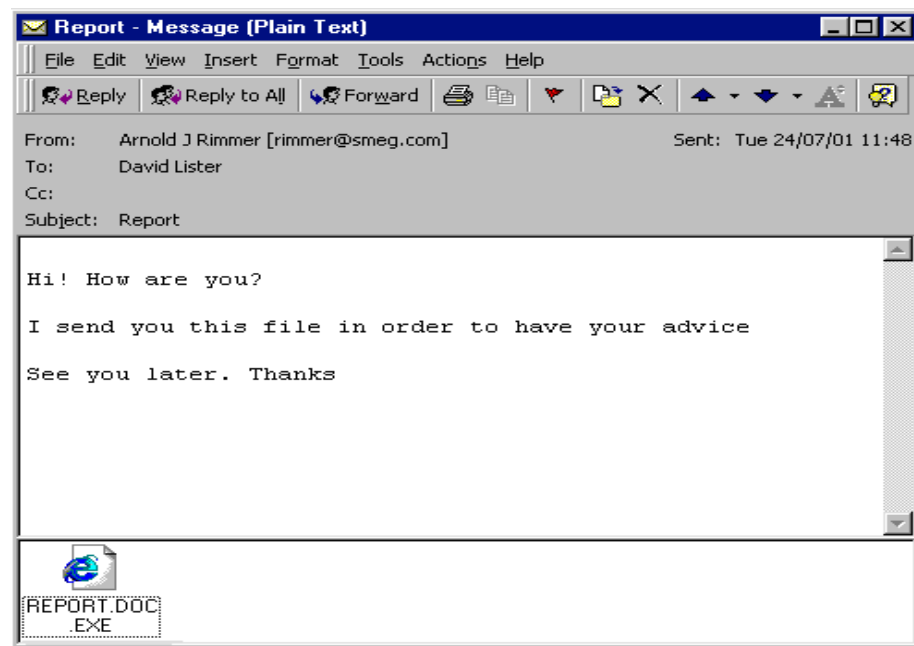 Report - Message (Plain Text)
File Edit View Insert Format Tools Actions Help
Reply Reply to All Forward
From: Arnold J Rimmer [rimmer@smeg.com] Sent: Tue 24/07/01 11:48
To: David Lister
Cc:
Subject: Report
Hi! How are you?
I send you this file in order to have your advice
See you later. Thanks
REPORT.DOC
.EXE